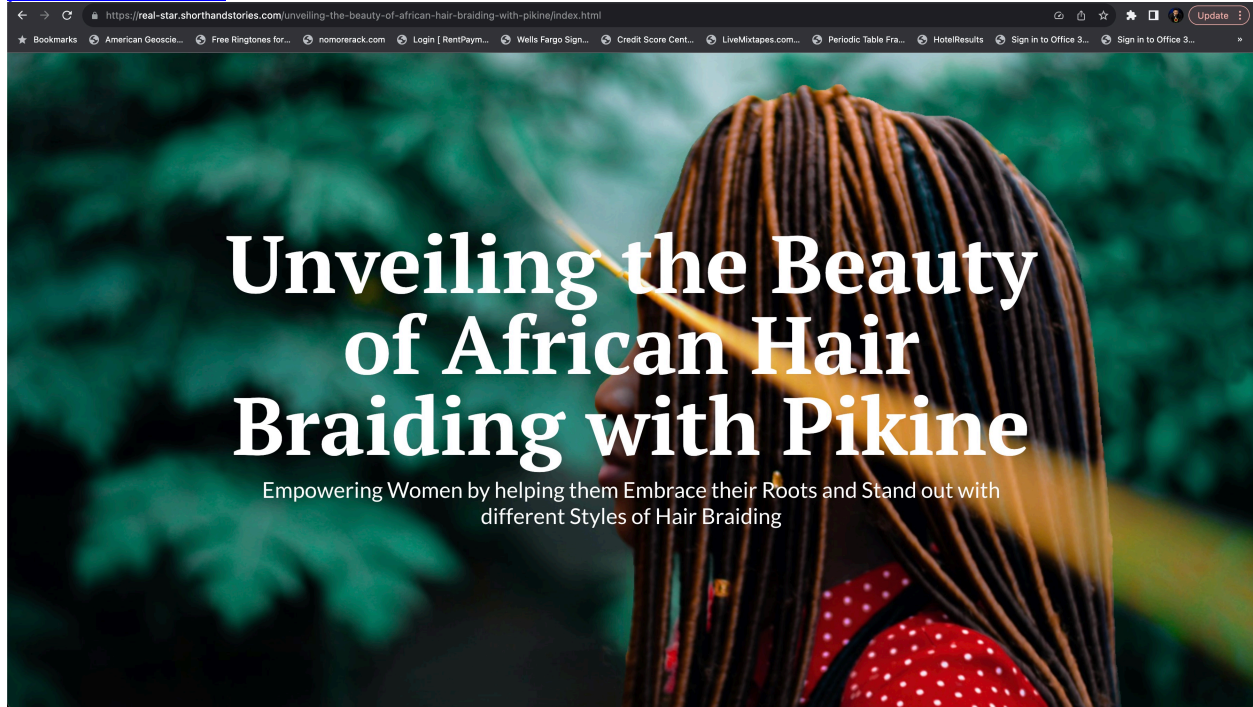 https://real-star.shorthandstories.com/unveiling-the-beauty-of-african-hair-braiding-with-pikine/index.html
Update
Bookmarks
American Geoscie...
Free Ringtones for...
nomorerack.com
Login [ RentPaym...
Wells Fargo Sign...
Credit Score Cent...
LiveMixtapes.com...
Periodic Table Fra...
HotelResults
Sign in to Office 3...
Sign in to Office 3...
»
Unveiling the Beauty
of African Hair
Braiding with Pikine
Empowering Women by helping them Embrace their Roots and Stand out with
different Styles of Hair Braiding